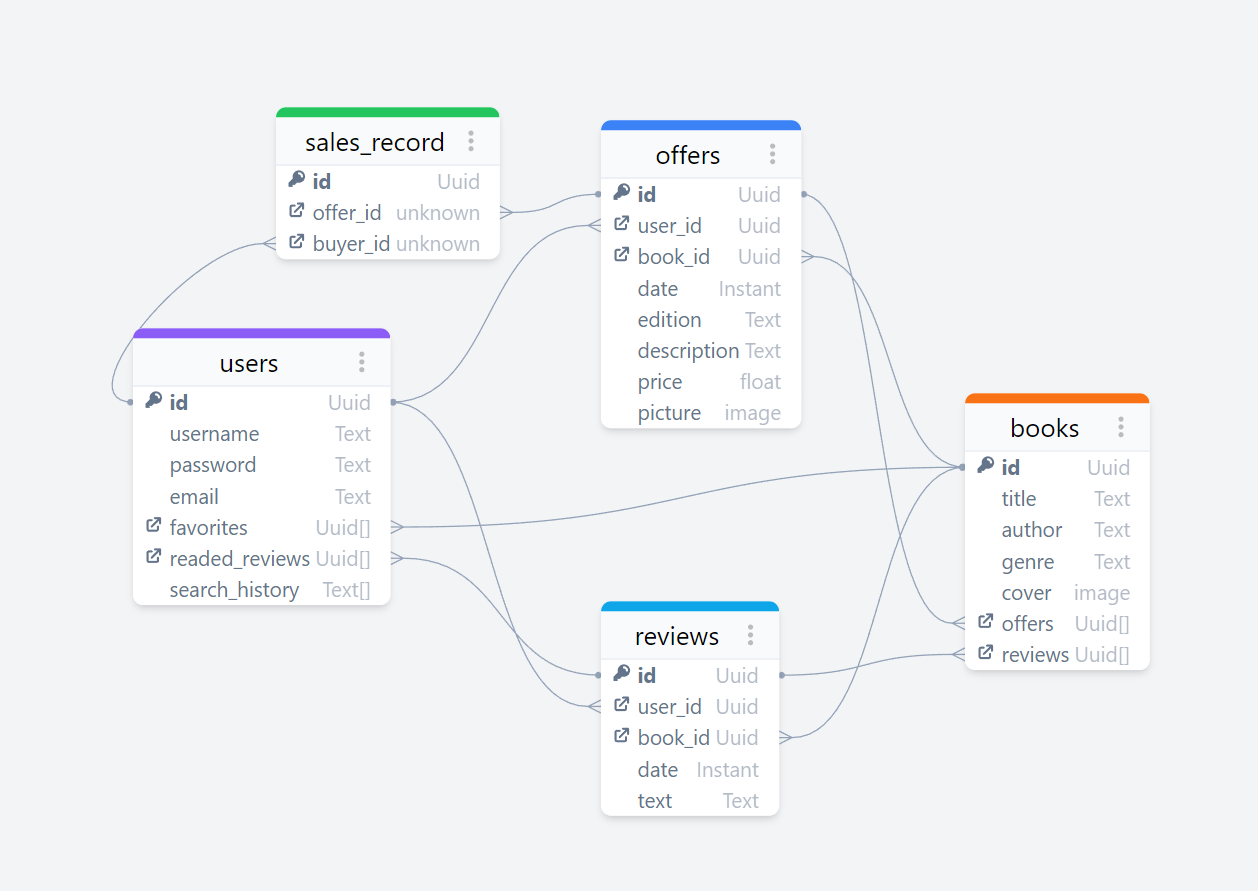 sales_record
id Uuid
offer_id unknown
buyer_id unknown
offers
id Uuid
user_id Uuid
book_id Uuid
date Instant
edition Text
description Text
price float
picture image
users
id Uuid
username Text
password Text
email Text
favorites Uuid[]
readed_reviews Uuid[]
search_history Text[]
books
id Uuid
title Text
author Text
genre Text
cover image
offers Uuid[]
reviews Uuid[]
reviews
id Uuid
user_id Uuid
book_id Uuid
date Instant
text Text